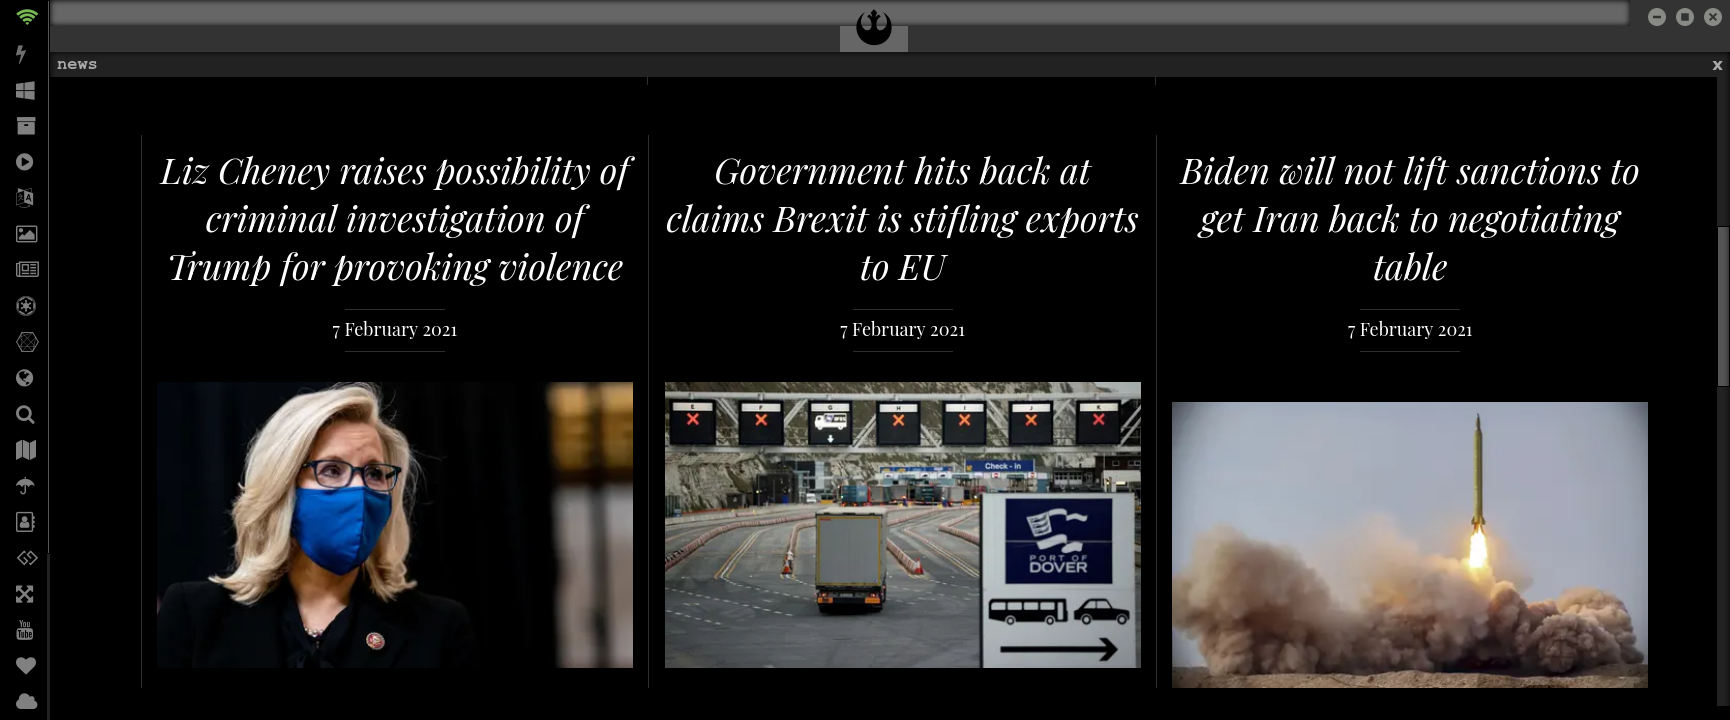 news
x
Liz Cheney raises possibility of
criminal investigation of
Trump for provoking violence
7 February 2021
Government hits back at
claims Brexit is stifling exports
to EU
7 February 2021
Biden will not lift sanctions to
get Iran back to negotiating
table
7 February 2021
E F G H I J K
Check - in
PORT OF
DOVER
You
Tube